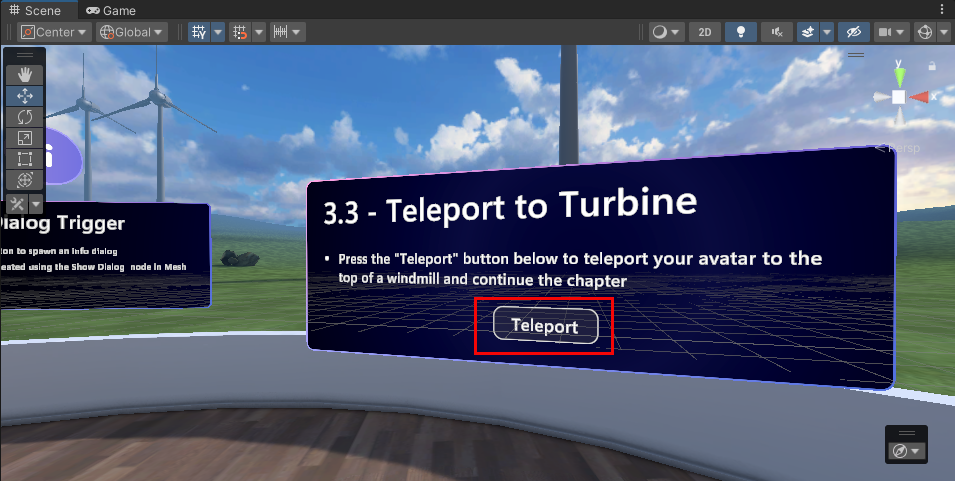 Scene
Game
Center
Global
2D
y
x
Persp
i
Dialog Trigger
ton to spawn an info dialog
eated using the Show Dialog node in Mesh
3.3 - Teleport to Turbine
• Press the "Teleport" button below to teleport your avatar to the
top of a windmill and continue the chapter
Teleport